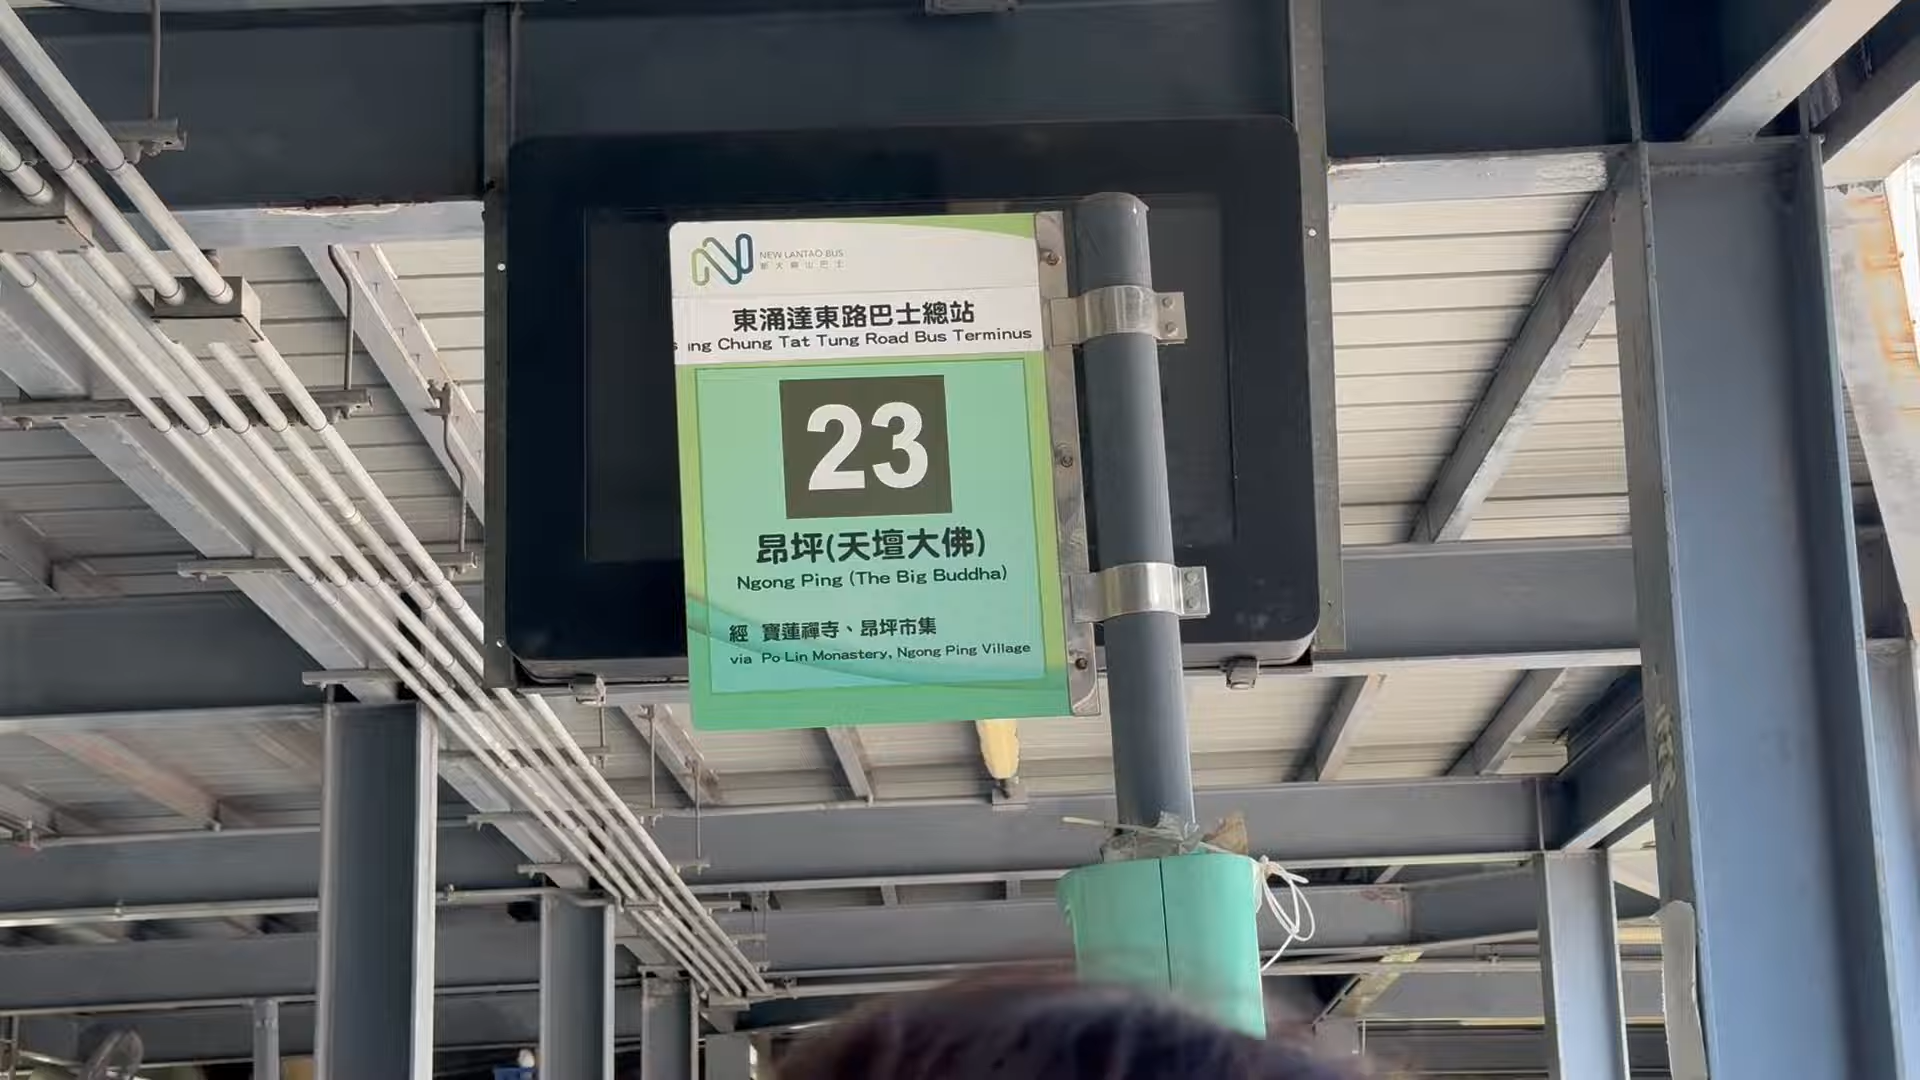 NEW LANTAO BUS
新大嶼山巴士
東涌達東路巴士總站
ng Chung Tat Tung Road Bus Terminus
23
昂坪(天壇大佛)
Ngong Ping (The Big Buddha)
經 寶蓮禪寺、昂坪市集
via Po Lin Monastery, Ngong Ping Village